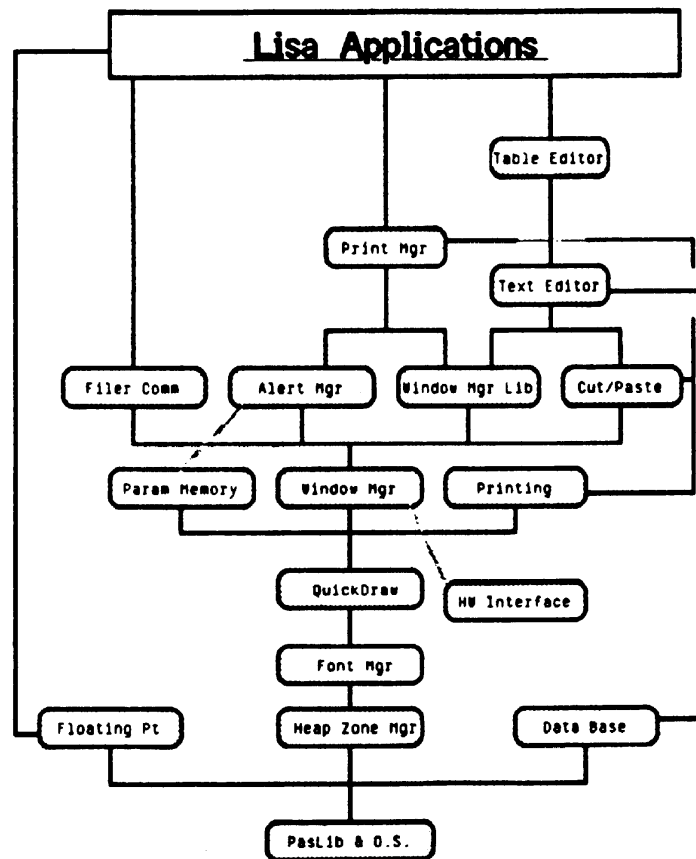 Lisa Applications
Table Editor
Print Mgr
Text Editor
Filer Comm
Alert Mgr
Window Mgr Lib
Cut/Paste
Param Memory
Window Mgr
Printing
QuickDraw
HW Interface
Font Mgr
Floating Pt
Heap Zone Mgr
Data Base
PasLib & O.S.